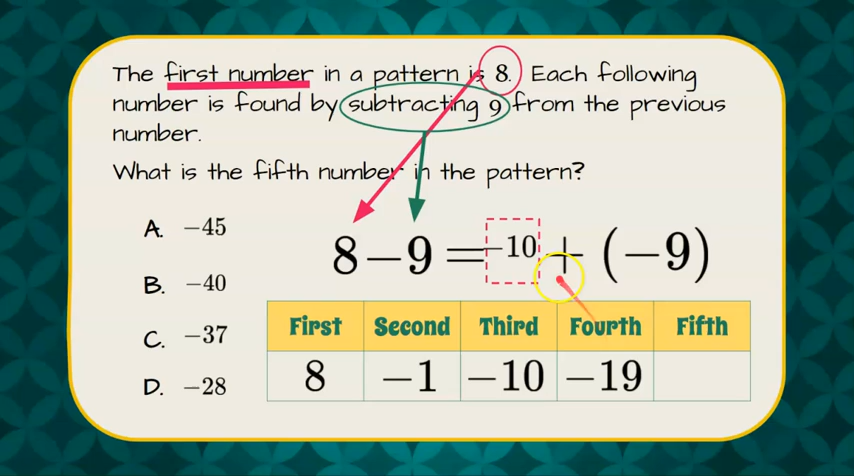 The first number in a pattern is 8. Each following
number is found by subtracting 9 from the previous
number.
What is the fifth number in the pattern?
A. −45
B. −40
C. −37
D. −28
8−9=−10+(−9)
First Second Third Fourth Fifth
8 −1 −10 −19